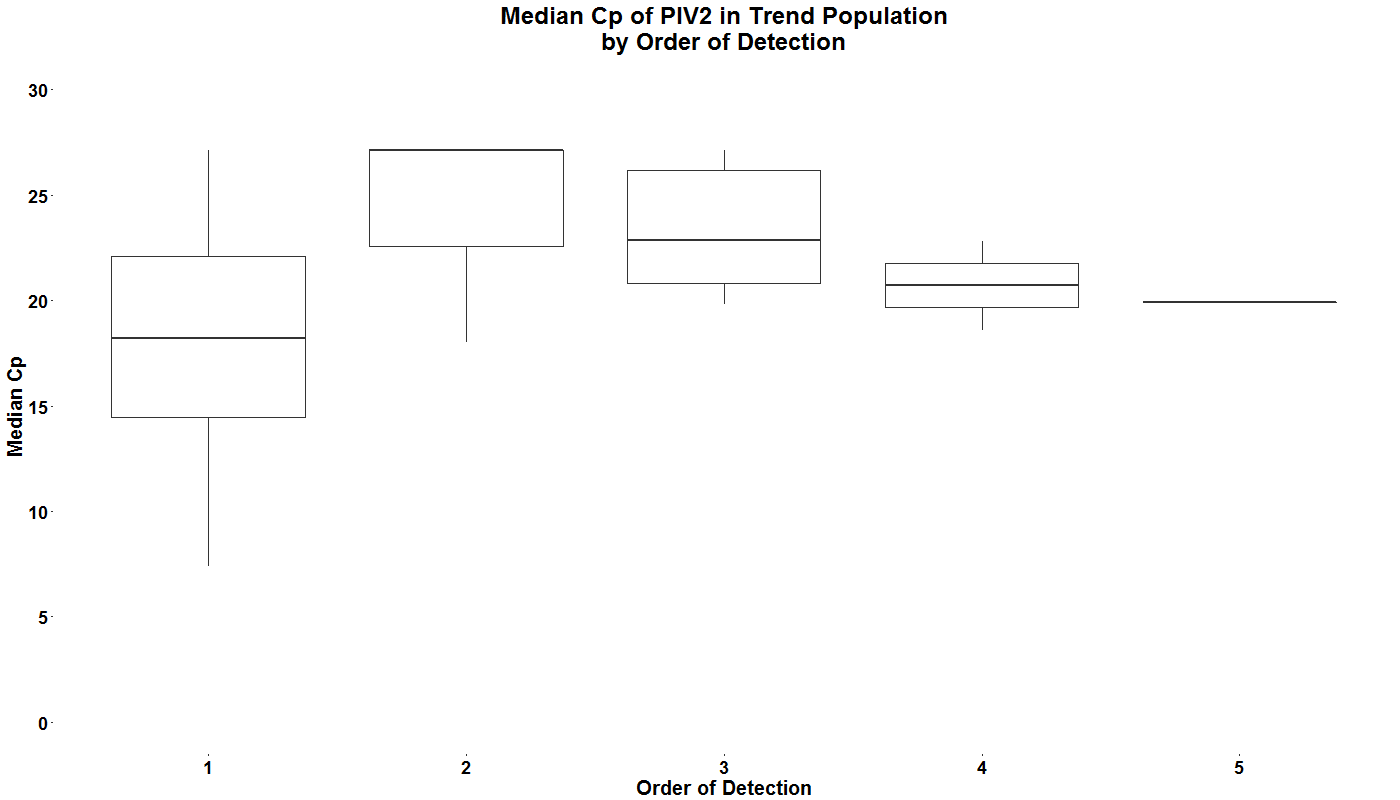 Median Cp of PIV2 in Trend Population
by Order of Detection
30
25
20
15
10
5
0
Median Cp
1 2 3 4 5
Order of Detection